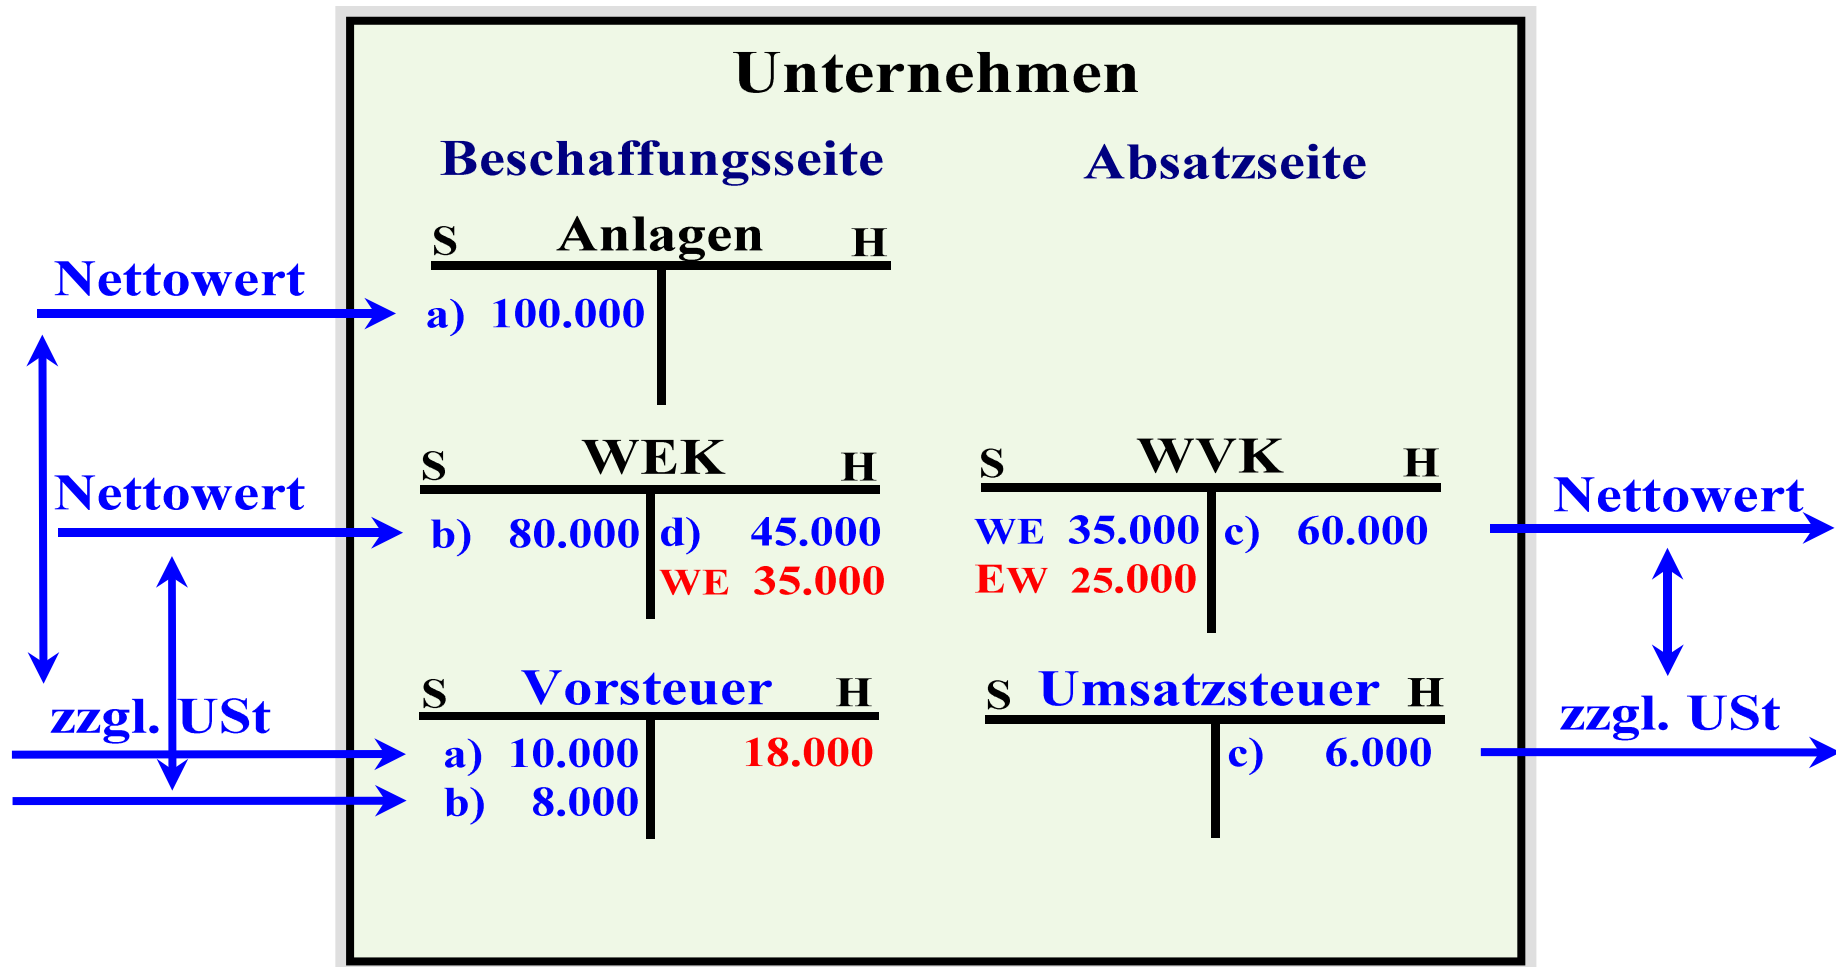 Unternehmen
Beschaffungsseite Absatzseite
S Anlagen H
Nettowert
a) 100.000
S WEK H
S WVK H
Nettowert
Nettowert
b) 80.000 d) 45.000
WE 35.000 c) 60.000
WE 35.000
EW 25.000
S Vorsteuer H
S Umsatzsteuer H
zzgl. USt
zzgl. USt
a) 10.000 18.000
c) 6.000
b) 8.000